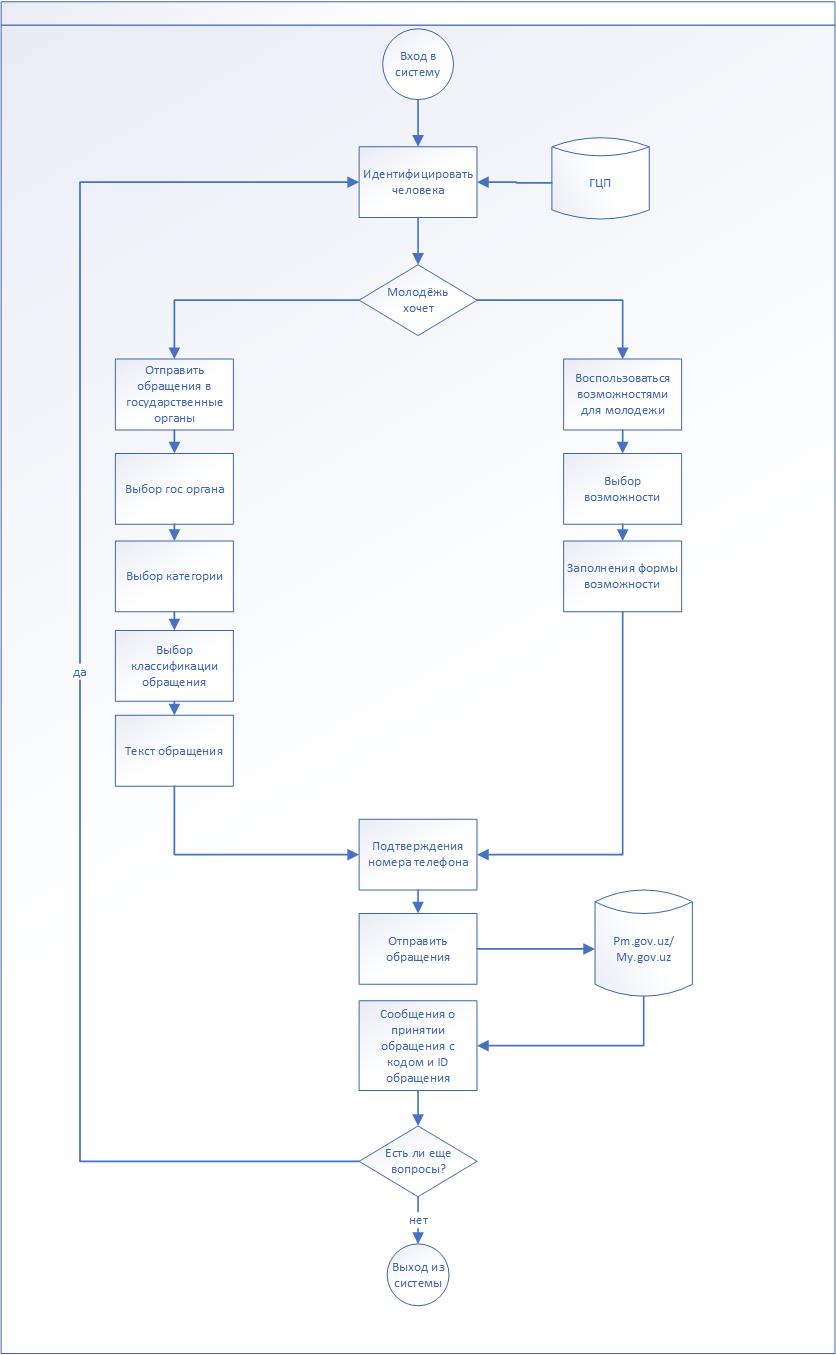 Вход в
систему
Идентифицировать
человека
ГЦП
Молодёжь
хочет
Отправить
обращения в
государственные
органы
Воспользоваться
возможностями
для молодежи
Выбор гос органа
Выбор
возможности
Выбор категории
Заполнения формы
возможности
Выбор
классификации
обращения
да
Текст обращения
Подтверждения
номера телефона
Отправить
обращения
Pm.gov.uz/
My.gov.uz
Сообщения о
принятии
обращения с
кодом и ID
обращения
Есть ли еще
вопросы?
нет
Выход из
системы